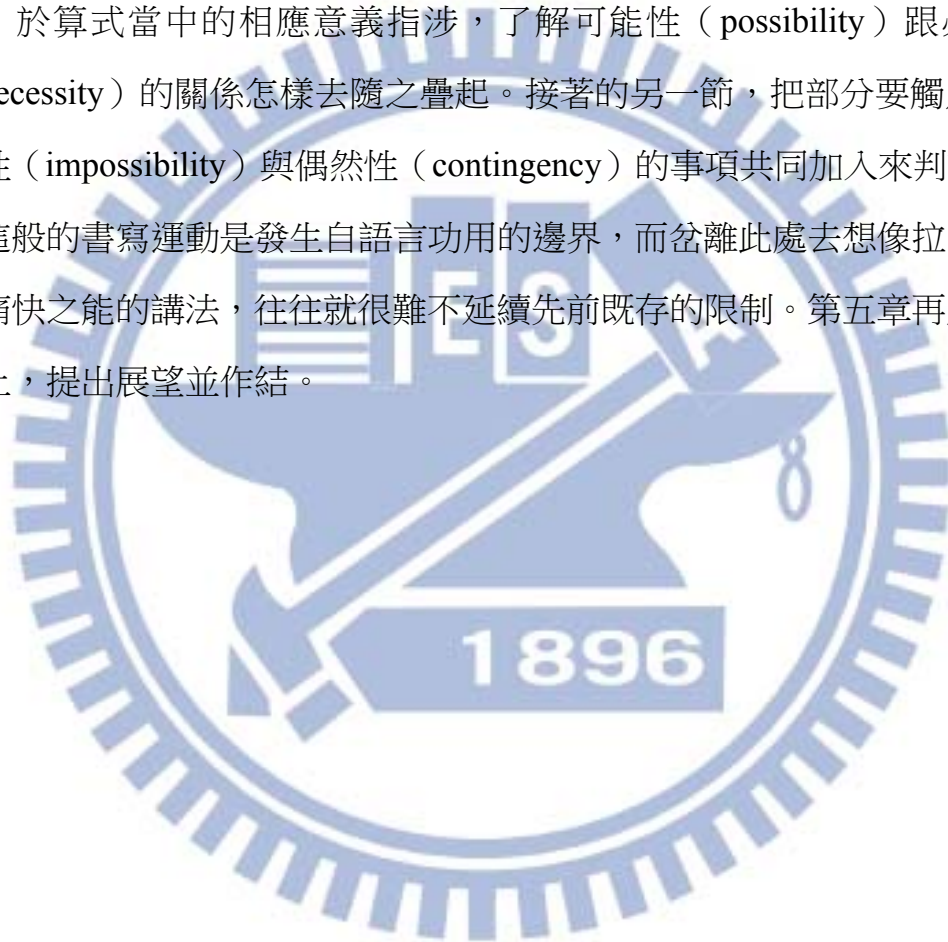 於算式當中的相應意義指涉，了解可能性（possibility）跟
ecessity）的關係怎樣去隨之疊起。接著的另一節，把部分要觸
性（impossibility）與偶然性（contingency）的事項共同加入來判
這般的書寫運動是發生自語言功用的邊界，而岔離此處去想像拉
痛快之能的講法，往往就很難不延續先前既存的限制。第五章再
上，提出展望並作結。
ES
1896